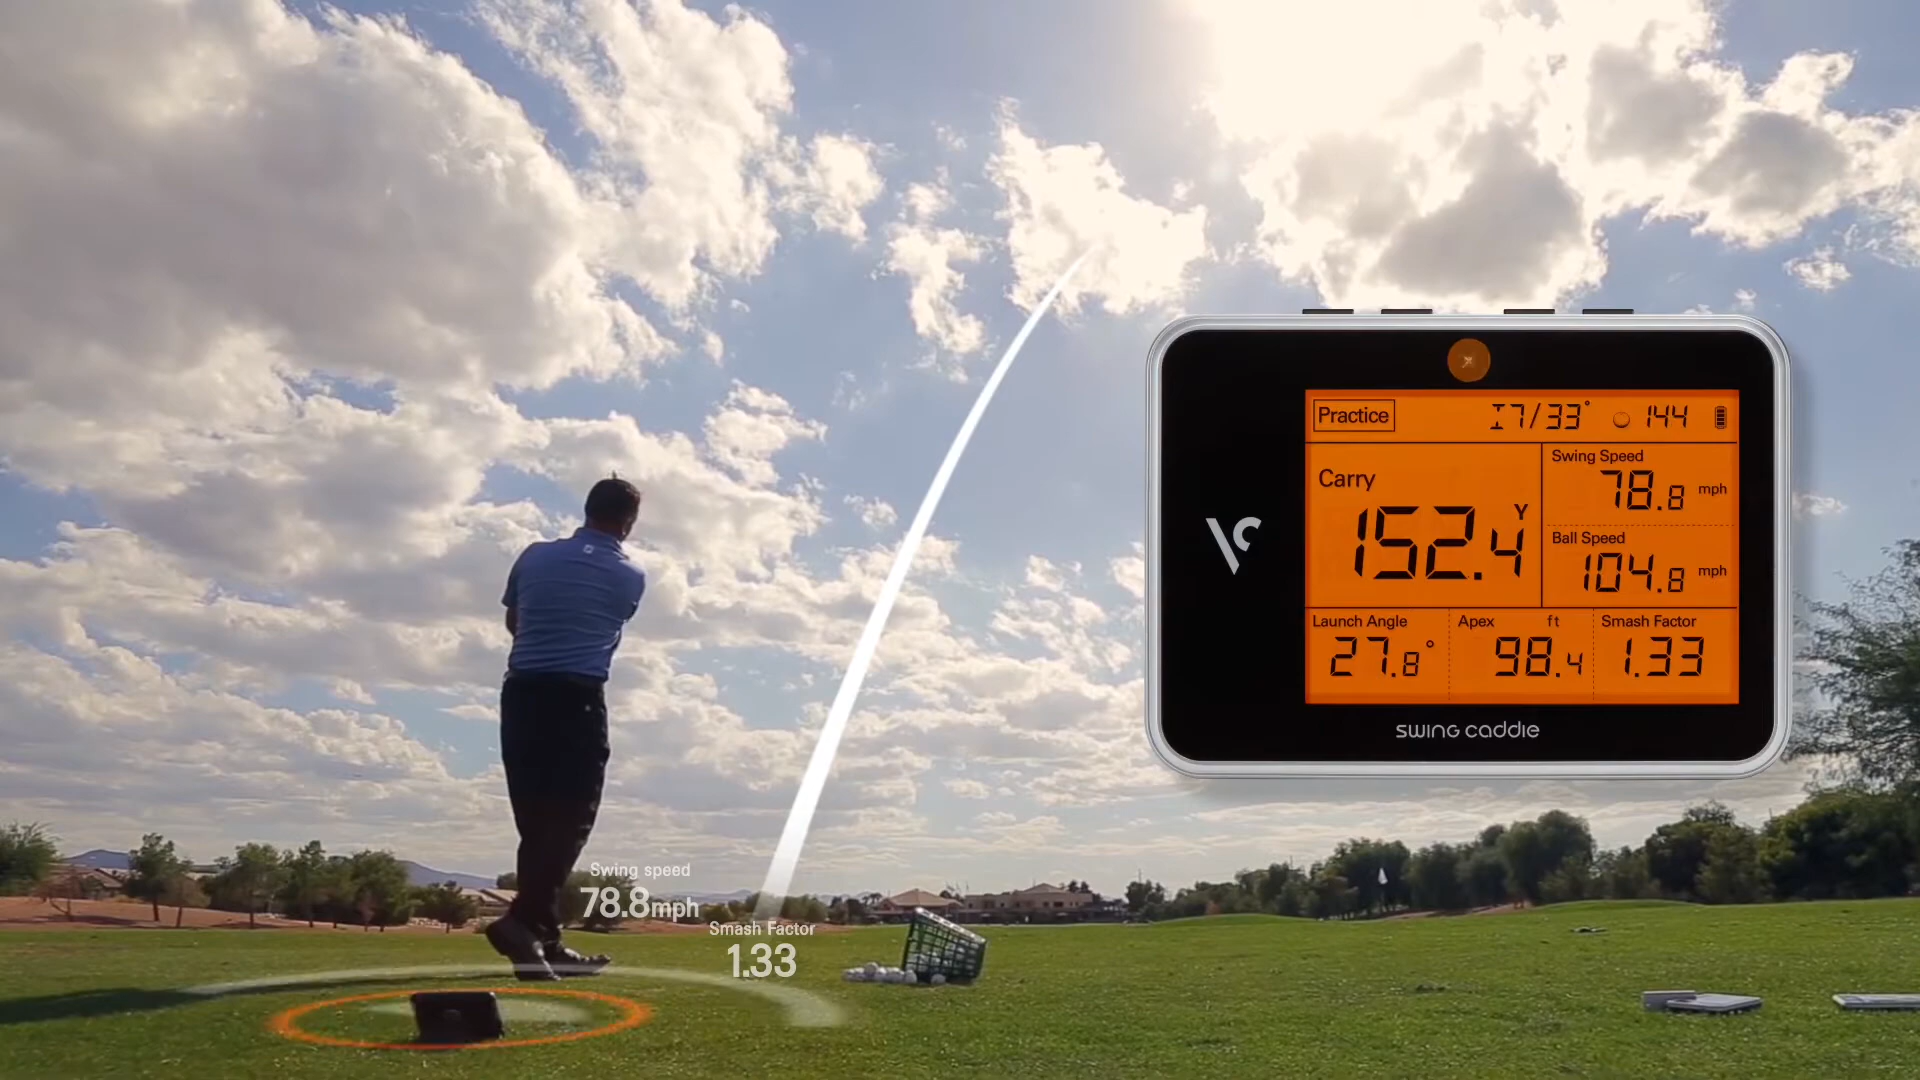 Practice
I7/33°
144
Carry
152.4 Y
Swing Speed
78.8 mph
Ball Speed
104.8 mph
Launch Angle
27.8°
Apex ft
98.4
Smash Factor
1.33
swing caddie
Swing speed
78.8mph
Smash Factor
1.33